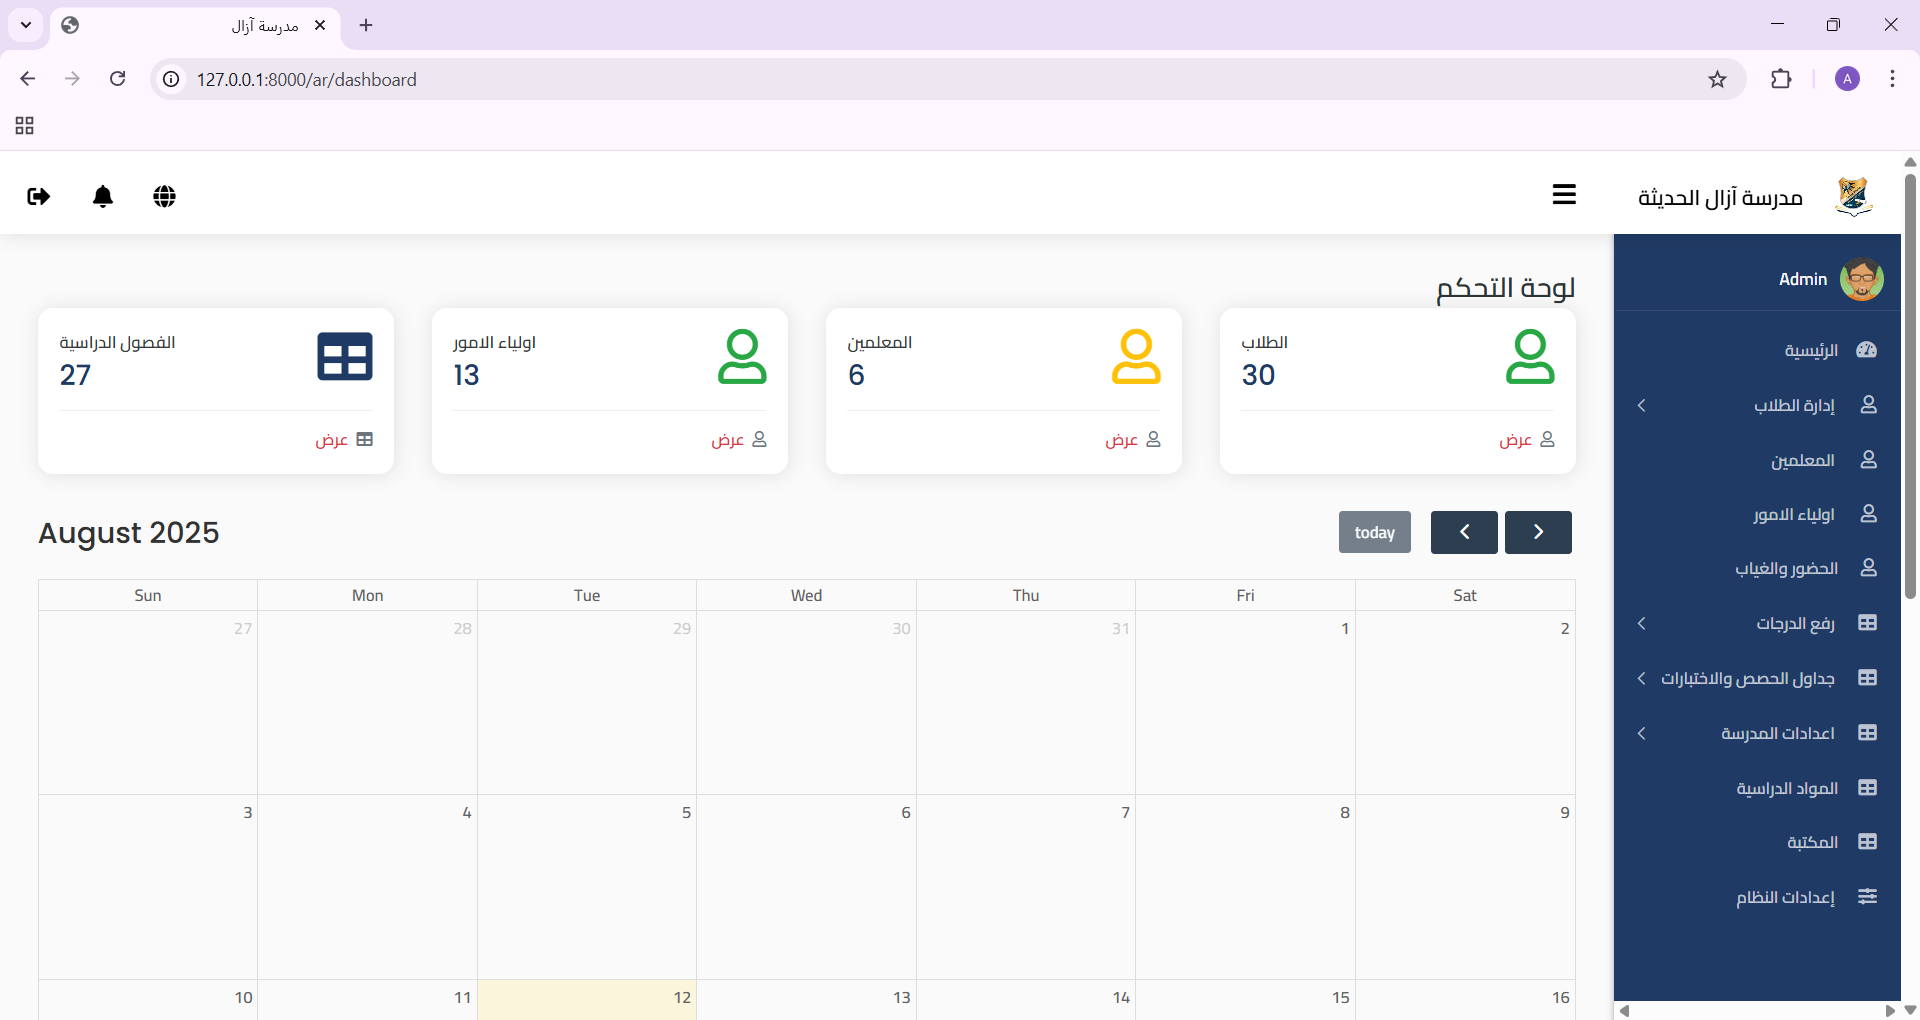 مدرسة آزال
127.0.0.1:8000/ar/dashboard
A
مدرسة آزال الحديثة
Admin
الرئيسية
إدارة الطلاب
المعلمين
اولياء الامور
الحضور والغياب
رفع الدرجات
جداول الحصص والاختبارات
اعدادات المدرسة
المواد الدراسية
المكتبة
إعدادات النظام
لوحة التحكم
الطلاب
30
عرض
المعلمين
6
عرض
اولياء الامور
13
عرض
الفصول الدراسية
27
عرض
August 2025
today
Sun Mon Tue Wed Thu Fri Sat
27 28 29 30 31 1 2
3 4 5 6 7 8 9
10 11 12 13 14 15 16